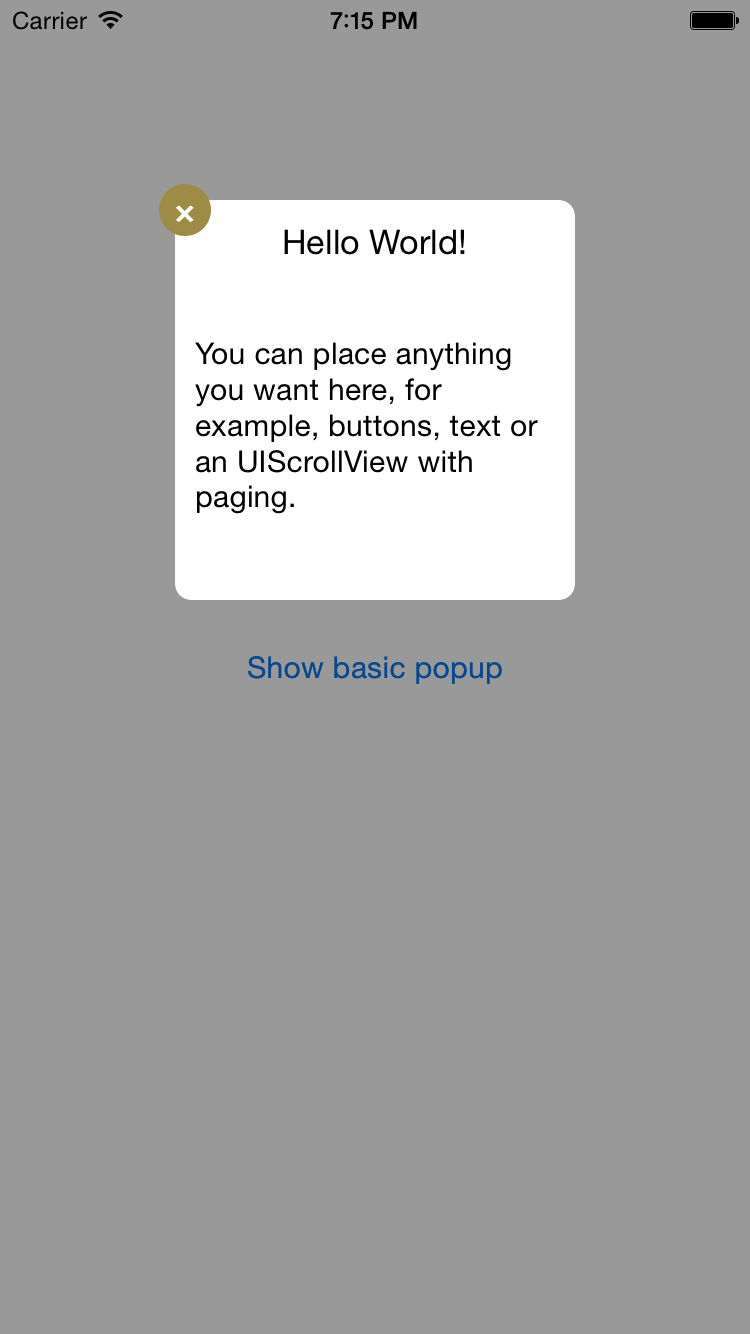 Carrier 7:15 PM
×
Hello World!
You can place anything
you want here, for
example, buttons, text or
an UIScrollView with
paging.
Show basic popup